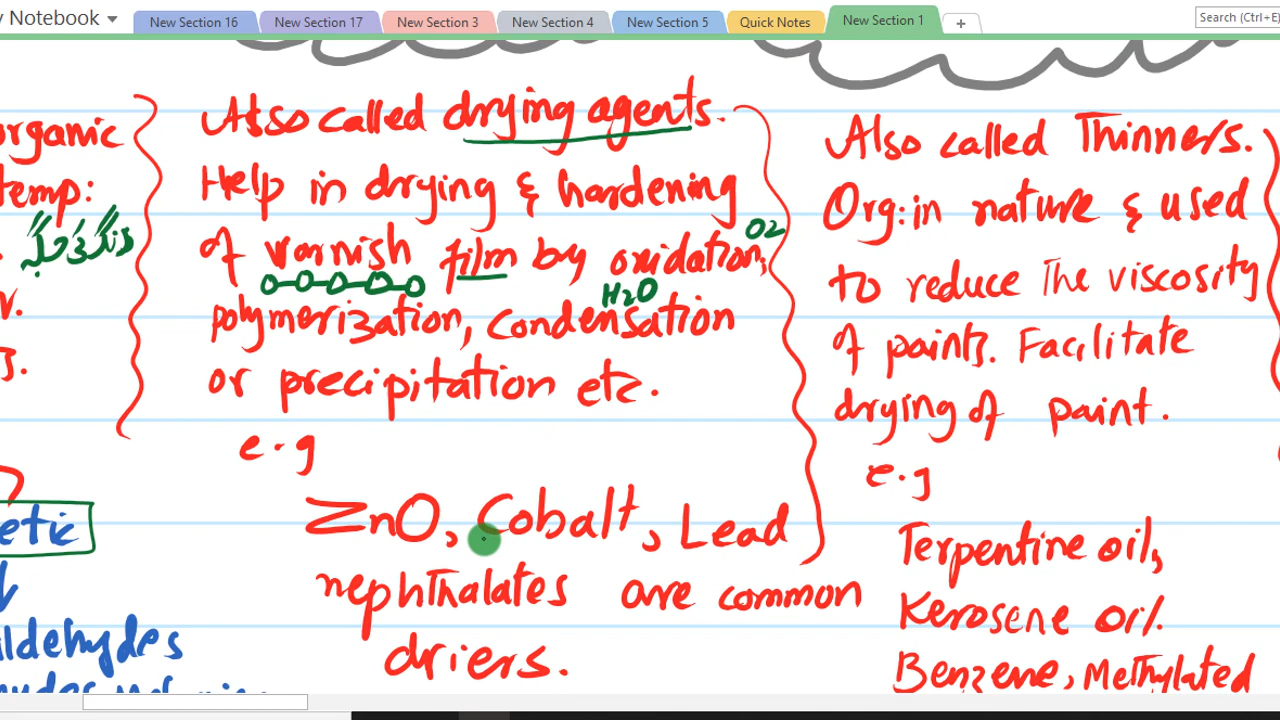 y Notebook
New Section 16
New Section 17
New Section 3
New Section 4
New Section 5
Quick Notes
New Section 1
+
Search (Ctrl+E)
organic
temp:
etic
ldehydes
Also called drying agents.
Help in drying & hardening
of varnish film by oxidation,
O2
H2O
polymerization, condensation
or precipitation etc.
e.g
ZnO, Cobalt, Lead
nephthalates are common
driers.
Also called Thinners.
Org: in nature & used
to reduce The viscosity
of paints. Facilitate
drying of paint.
e.g
Terpentine oil,
Kerosene oil.
Benzene, Methylated